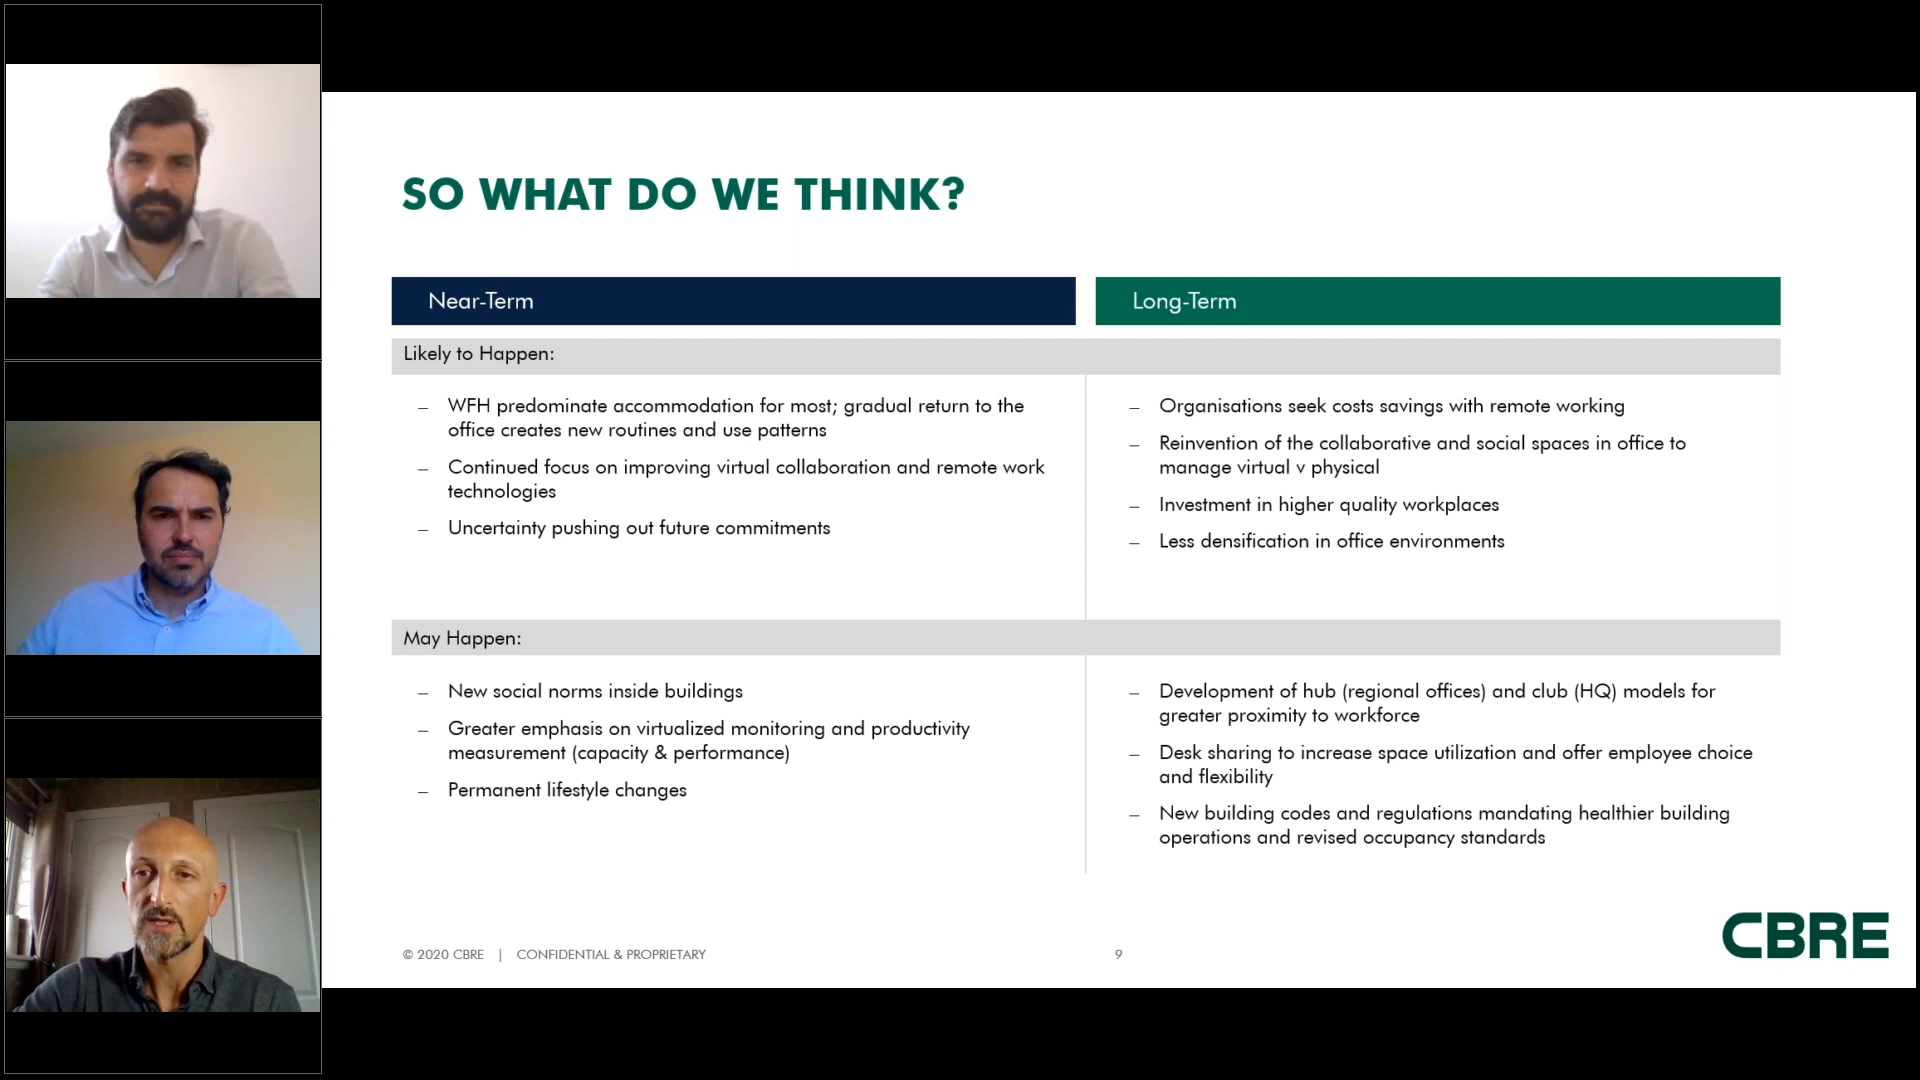 SO WHAT DO WE THINK?
Near-Term
Long-Term
Likely to Happen:
– WFH predominate accommodation for most; gradual return to the
office creates new routines and use patterns
– Continued focus on improving virtual collaboration and remote work
technologies
– Uncertainty pushing out future commitments
– Organisations seek costs savings with remote working
– Reinvention of the collaborative and social spaces in office to
manage virtual v physical
– Investment in higher quality workplaces
– Less densification in office environments
May Happen:
– New social norms inside buildings
– Greater emphasis on virtualized monitoring and productivity
measurement (capacity & performance)
– Permanent lifestyle changes
– Development of hub (regional offices) and club (HQ) models for
greater proximity to workforce
– Desk sharing to increase space utilization and offer employee choice
and flexibility
– New building codes and regulations mandating healthier building
operations and revised occupancy standards
© 2020 CBRE | CONFIDENTIAL & PROPRIETARY
9
CBRE